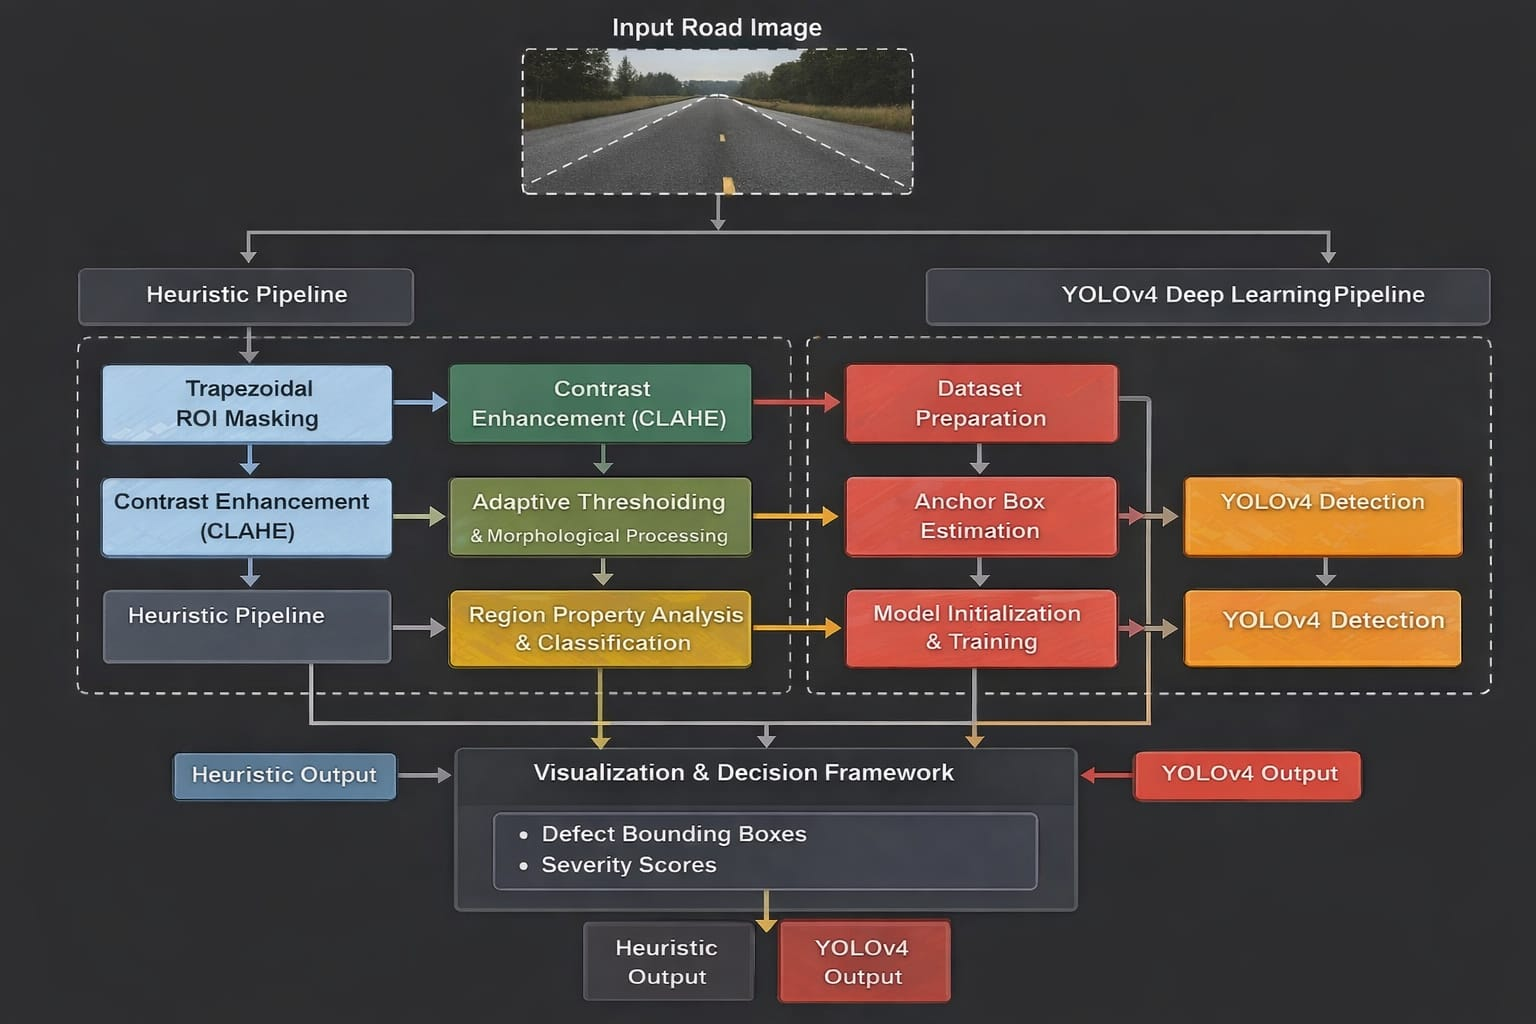 Input Road Image
Heuristic Pipeline
YOLOv4 Deep LearningPipeline
Trapezoidal
ROI Masking
Contrast
Enhancement (CLAHE)
Dataset
Preparation
Contrast Enhancement
(CLAHE)
Adaptive Threshoiding
& Morphological Processing
Anchor Box
Estimation
YOLOv4 Detection
Heuristic Pipeline
Region Property Analysis
& Classification
Model Initialization
& Training
YOLOv4 Detection
Heuristic Output
Visualization & Decision Framework
YOLOv4 Output
• Defect Bounding Boxes
• Severity Scores
Heuristic
Output
YOLOv4
Output